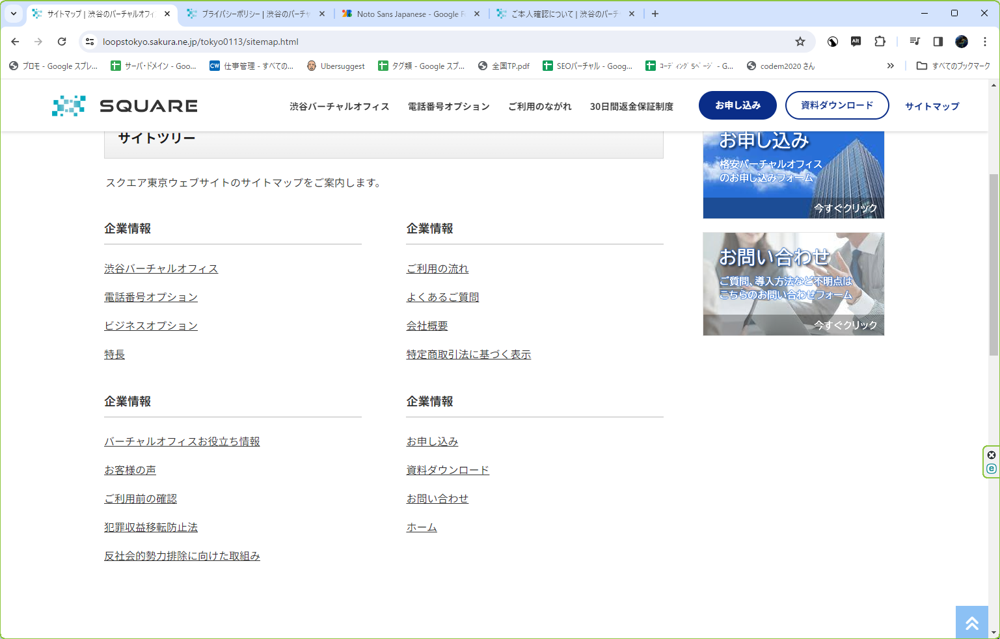 サイトマップ | 渋谷のバーチャルオフィ
プライバシーポリシー | 渋谷のバーチャ
Noto Sans Japanese - Google F
ご本人確認について | 渋谷のバーチ
loopstokyo.sakura.ne.jp/tokyo0113/sitemap.html
プロモ - Google スプレ...
サーバ・ドメイン - Goo...
仕事管理 - すべての...
Ubersuggest
タグ類 - Google スプ...
全国TP.pdf
SEOバーチャル - Goog...
コーディング5ページ - G...
codem2020 さん
すべてのブックマーク
SQUARE
渋谷バーチャルオフィス
電話番号オプション
ご利用のながれ
30日間返金保証制度
お申し込み
資料ダウンロード
サイトマップ
サイトツリー
スクエア東京ウェブサイトのサイトマップをご案内します。
企業情報
渋谷バーチャルオフィス
電話番号オプション
ビジネスオプション
特長
企業情報
ご利用の流れ
よくあるご質問
会社概要
特定商取引法に基づく表示
企業情報
バーチャルオフィスお役立ち情報
お客様の声
ご利用前の確認
犯罪収益移転防止法
反社会的勢力排除に向けた取組み
企業情報
お申し込み
資料ダウンロード
お問い合わせ
ホーム
お申し込み
格安バーチャルオフィス
のお申し込みフォーム
今すぐクリック
お問い合わせ
ご質問、導入方法など不明点は
こちらのお問い合わせフォーム
今すぐクリック